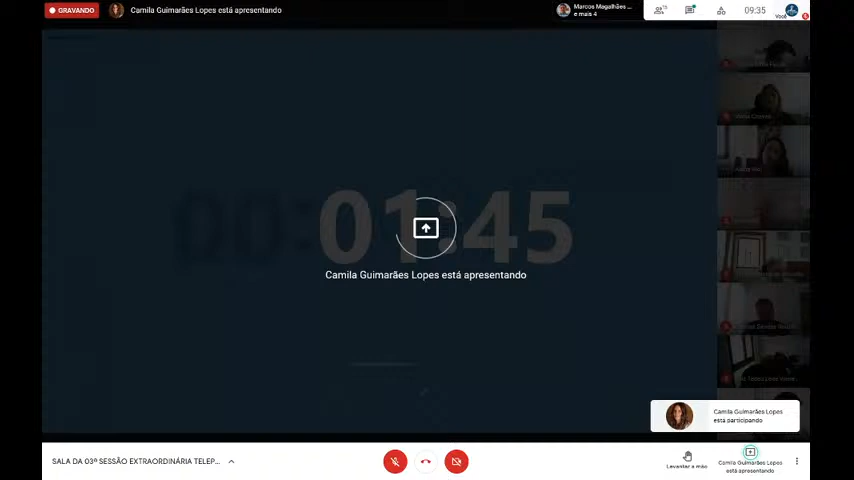 GRAVANDO
Camila Guimarães Lopes está apresentando
Marcos Magalhães ...
e mais 4
09:35
Você
00:01:45
Camila Guimarães Lopes está apresentando
Camila Guimarães Lopes
está participando
SALA DA 03ª SESSÃO EXTRAORDINÁRIA TELEP...
Levantar a mão
Camila Guimarães Lopes
está apresentando